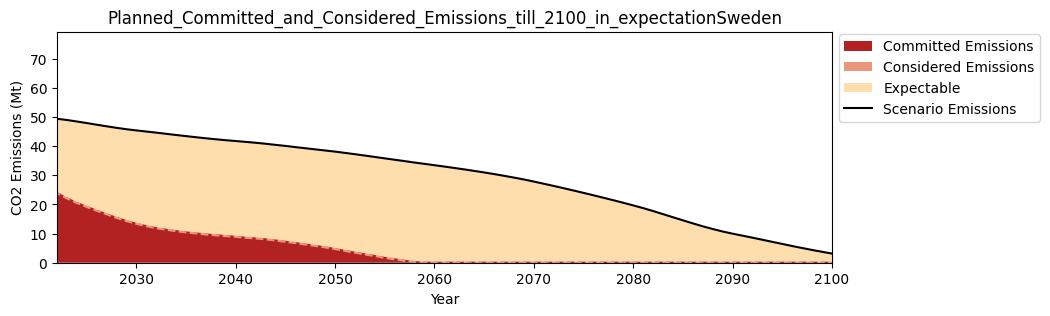 Planned_Committed_and_Considered_Emissions_till_2100_in_expectationSweden
Committed Emissions
Considered Emissions
Expectable
Scenario Emissions
CO2 Emissions (Mt)
70
60
50
40
30
20
10
0
2030 2040 2050 2060 2070 2080 2090 2100
Year